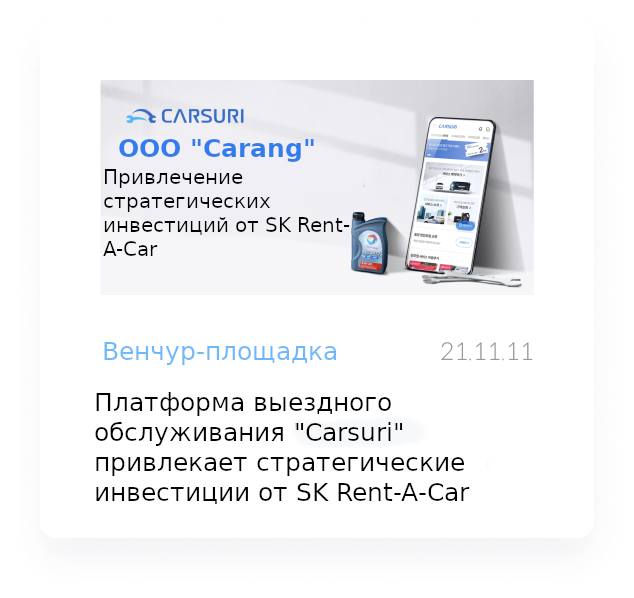 CARSURI
ООО "Carang"
Привлечение
стратегических
инвестиций от SK Rent-
A-Car
CARSURI
Венчур-площадка
21.11.11
Платформа выездного
обслуживания "Carsuri"
привлекает стратегические
инвестиции от SK Rent-A-Car